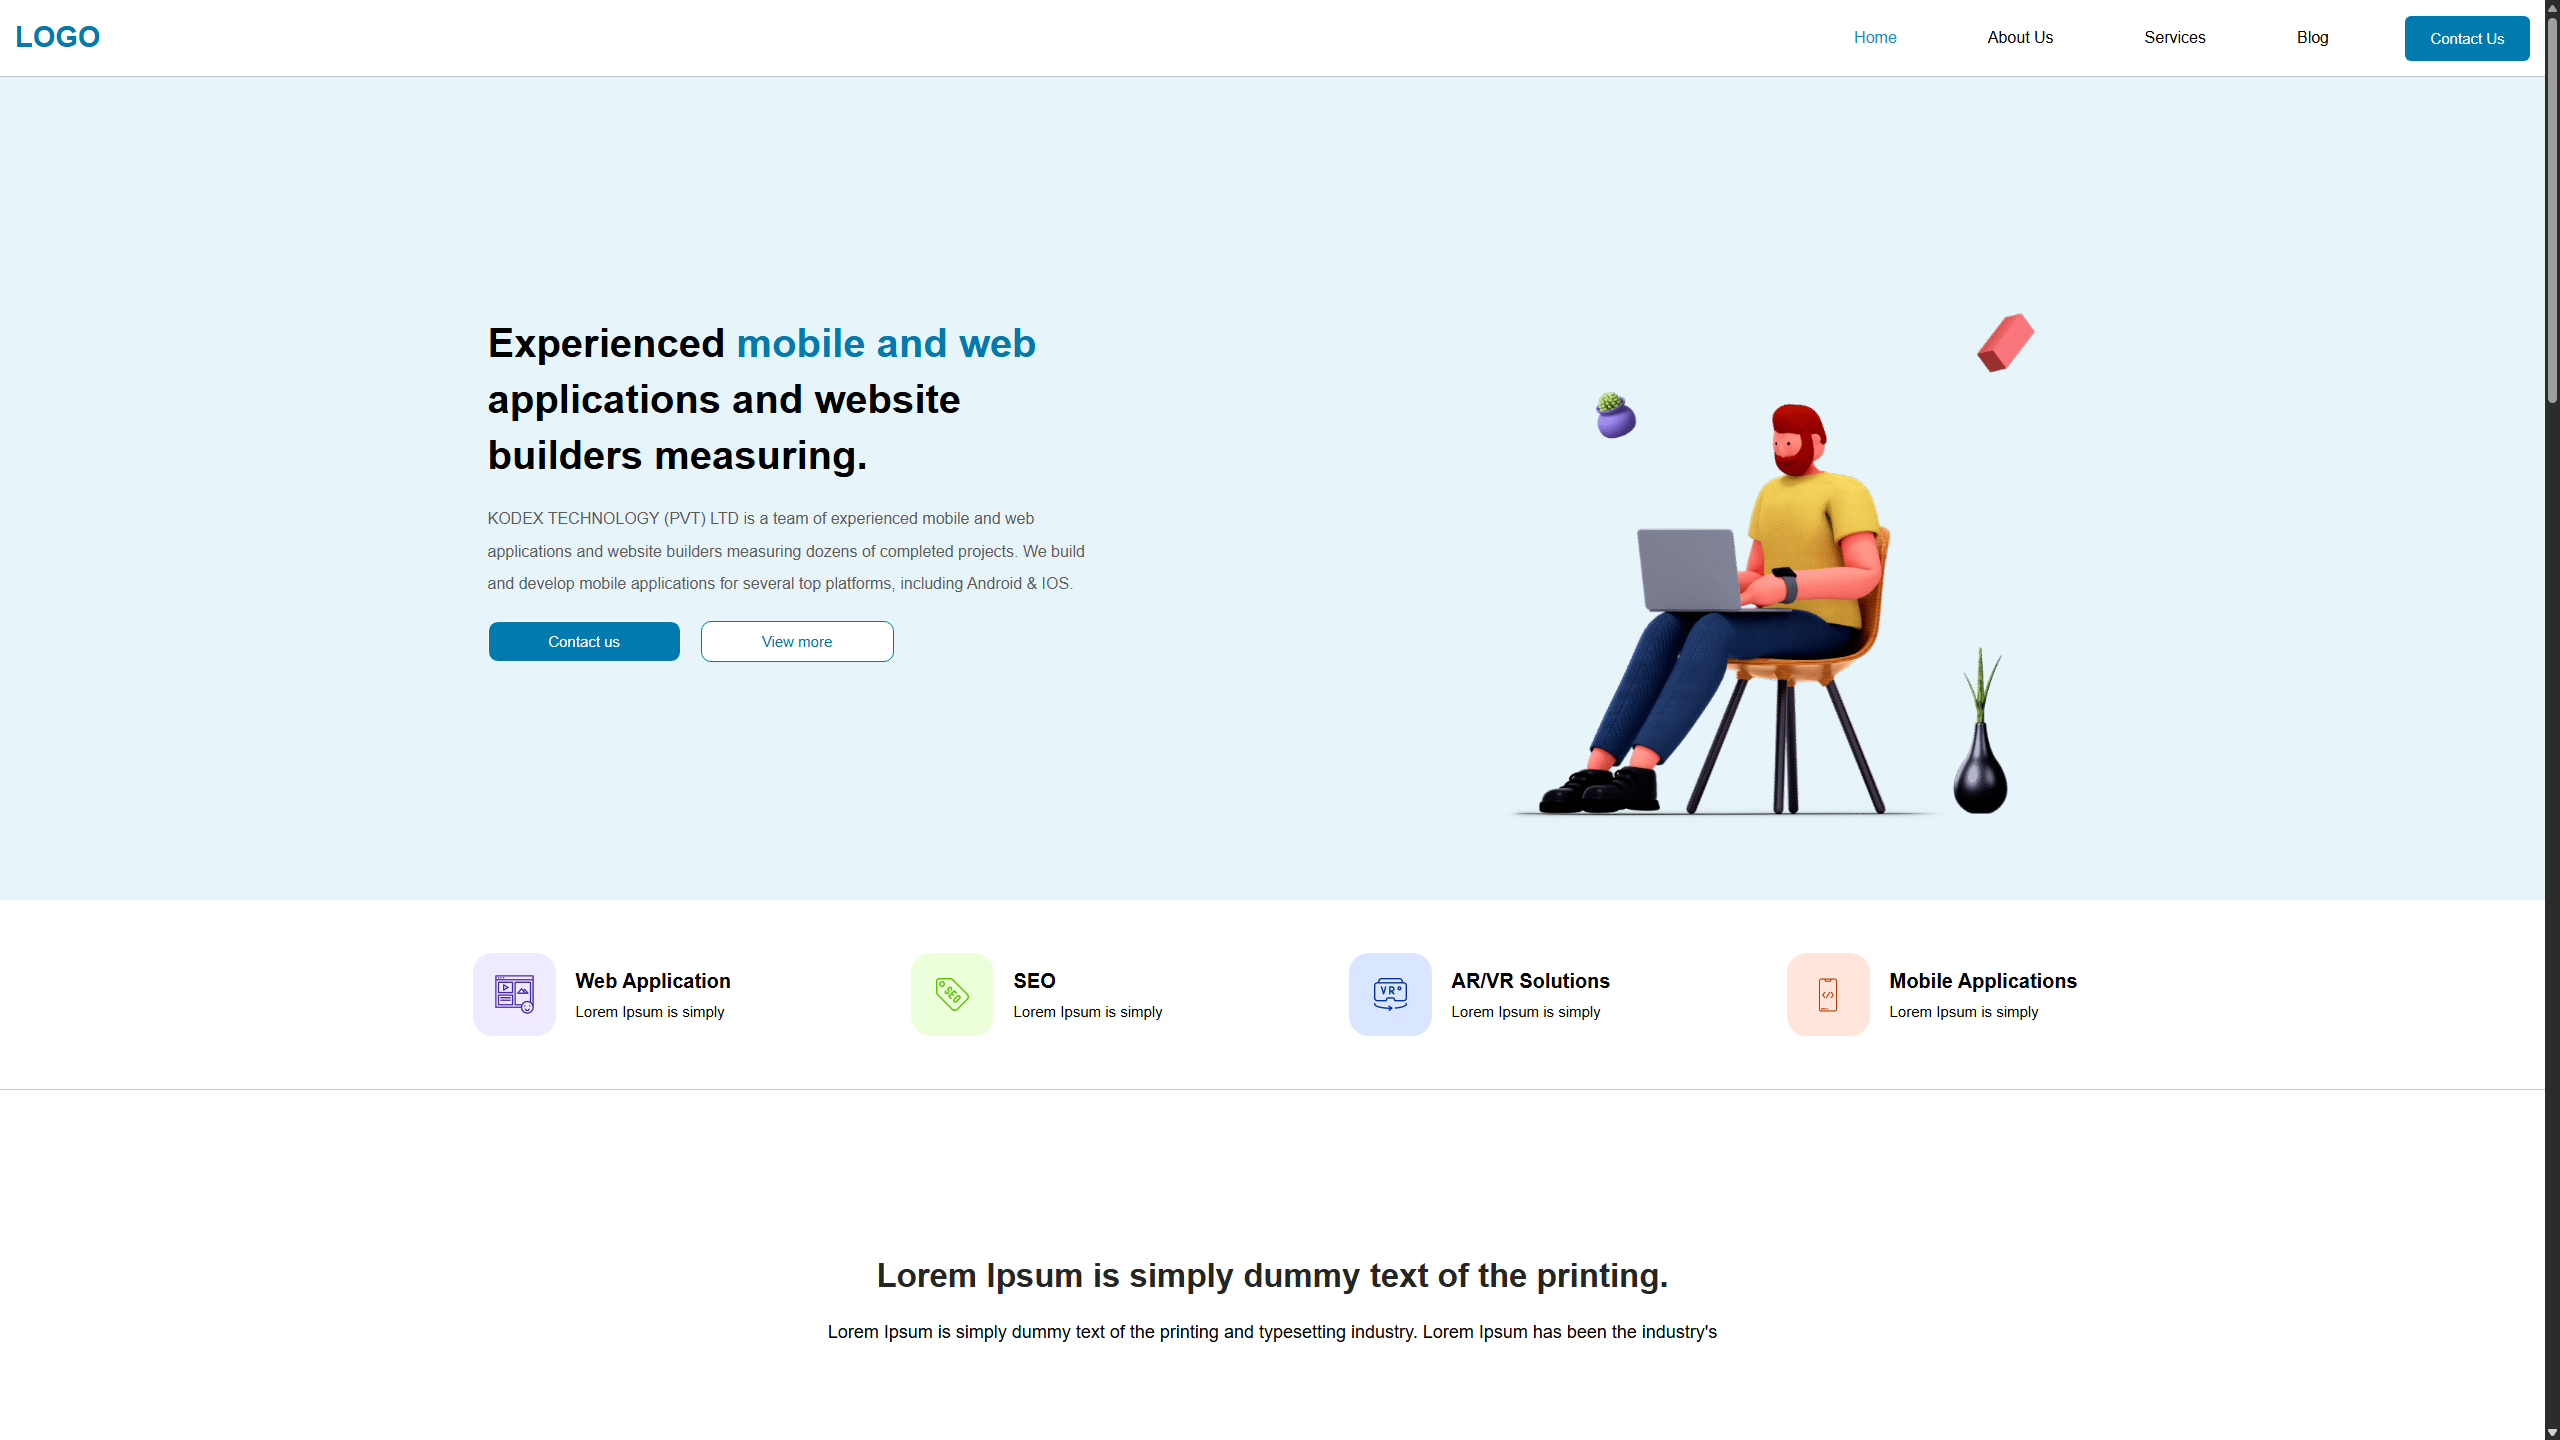 LOGO
Home
About Us
Services
Blog
Contact Us
Experienced mobile and web
applications and website
builders measuring.
KODEX TECHNOLOGY (PVT) LTD is a team of experienced mobile and web
applications and website builders measuring dozens of completed projects. We build
and develop mobile applications for several top platforms, including Android & IOS.
Contact us
View more
Web Application
Lorem Ipsum is simply
SEO
SEO
Lorem Ipsum is simply
VR
AR/VR Solutions
Lorem Ipsum is simply
</>
Mobile Applications
Lorem Ipsum is simply
Lorem Ipsum is simply dummy text of the printing.
Lorem Ipsum is simply dummy text of the printing and typesetting industry. Lorem Ipsum has been the industry's